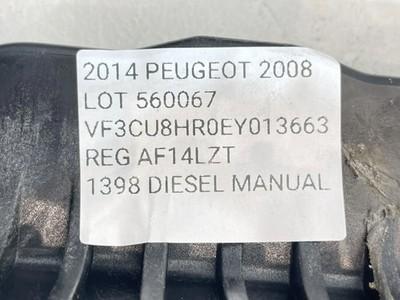 2014 PEUGEOT 2008
LOT 560067
VF3CU8HR0EY013663
REG AF14LZT
1398 DIESEL MANUAL